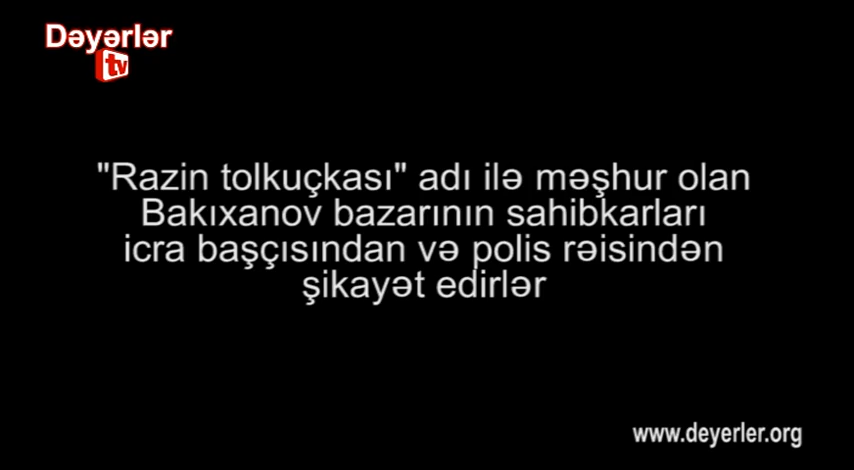 Dəyərlər
tv
"Razin tolkuçkası" adı ilə məşhur olan
Bakıxanov bazarının sahibkarları
icra başçısından və polis rəisindən
şikayət edirlər
www.deyerler.org